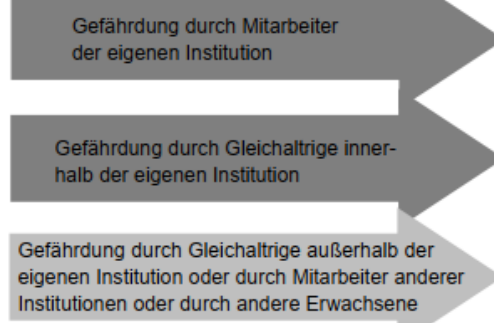 Gefährdung durch Mitarbeiter
der eigenen Institution
Gefährdung durch Gleichaltrige inner-
halb der eigenen Institution
Gefährdung durch Gleichaltrige außerhalb der
eigenen Institution oder durch Mitarbeiter anderer
Institutionen oder durch andere Erwachsene